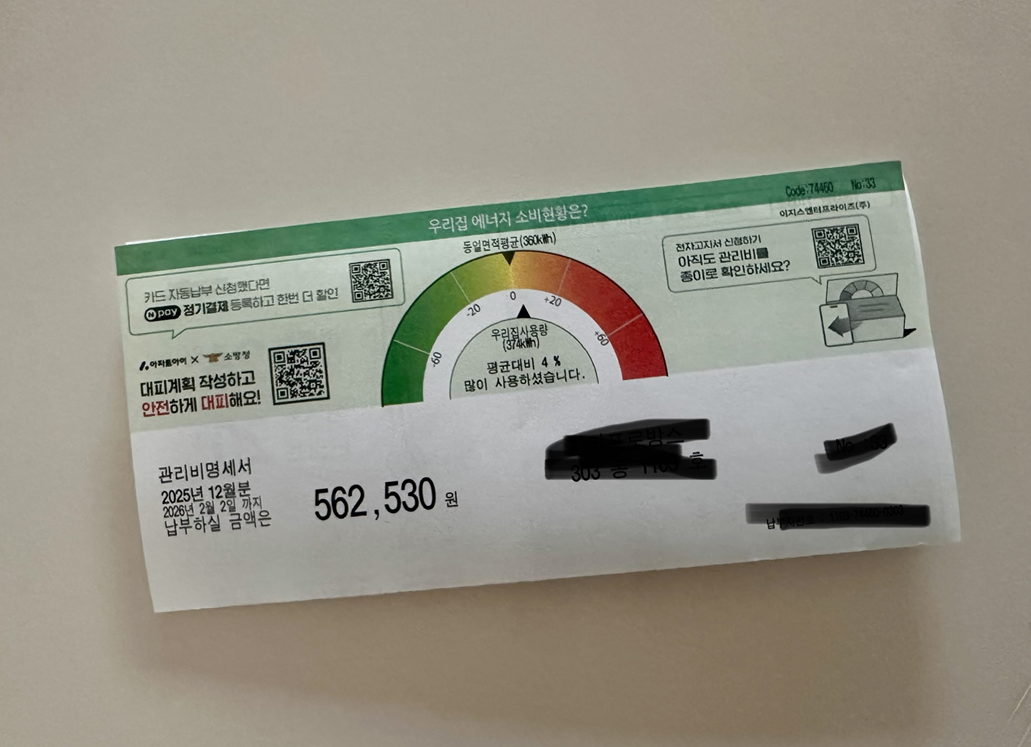 Code:74460 No:33
우리집 에너지 소비현황은?
이지스엔터프라이즈(주)
동일면적평균(360kWh)
카드 자동납부 신청했다면
N pay 정기결제 등록하고 한번 더 할인
전자고지서 신청하기
아직도 관리비를
종이로 확인하세요?
-60
-20
0
+20
+60
우리집사용량
(374kWh)
평균대비 4 %
많이 사용하셨습니다.
아파트아이 × 소방청
대피계획 작성하고
안전하게 대피해요!
관리비명세서
2025년 12월분
2026년 2월 2일 까지
납부하실 금액은
562,530 원